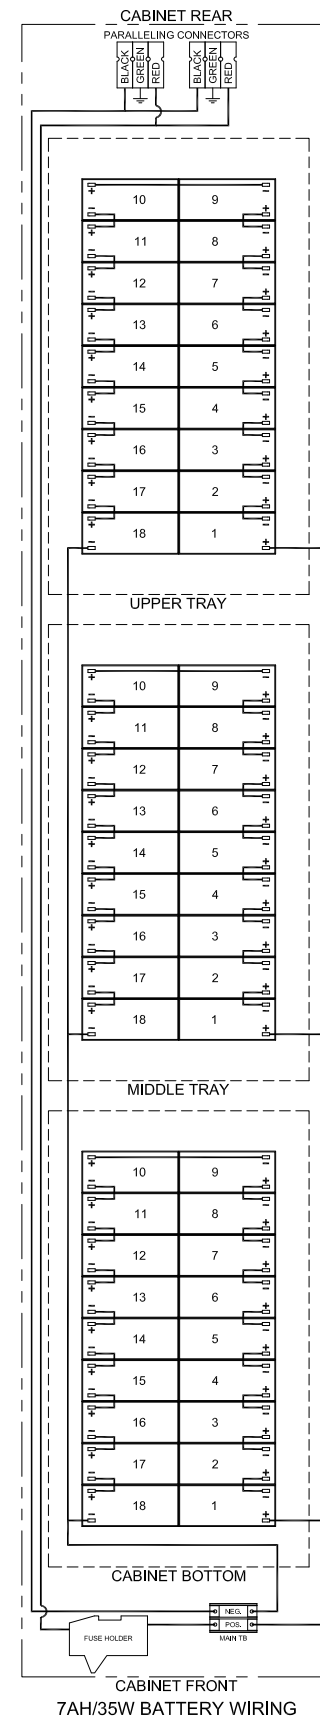 CABINET REAR
PARALLELING CONNECTORS
BLACK GREEN RED BLACK GREEN RED
10 9
11 8
12 7
13 6
14 5
15 4
16 3
17 2
18 1
UPPER TRAY
10 9
11 8
12 7
13 6
14 5
15 4
16 3
17 2
18 1
MIDDLE TRAY
10 9
11 8
12 7
13 6
14 5
15 4
16 3
17 2
18 1
CABINET BOTTOM
NEG.
POS.
MAIN TB
FUSE HOLDER
CABINET FRONT
7AH/35W BATTERY WIRING